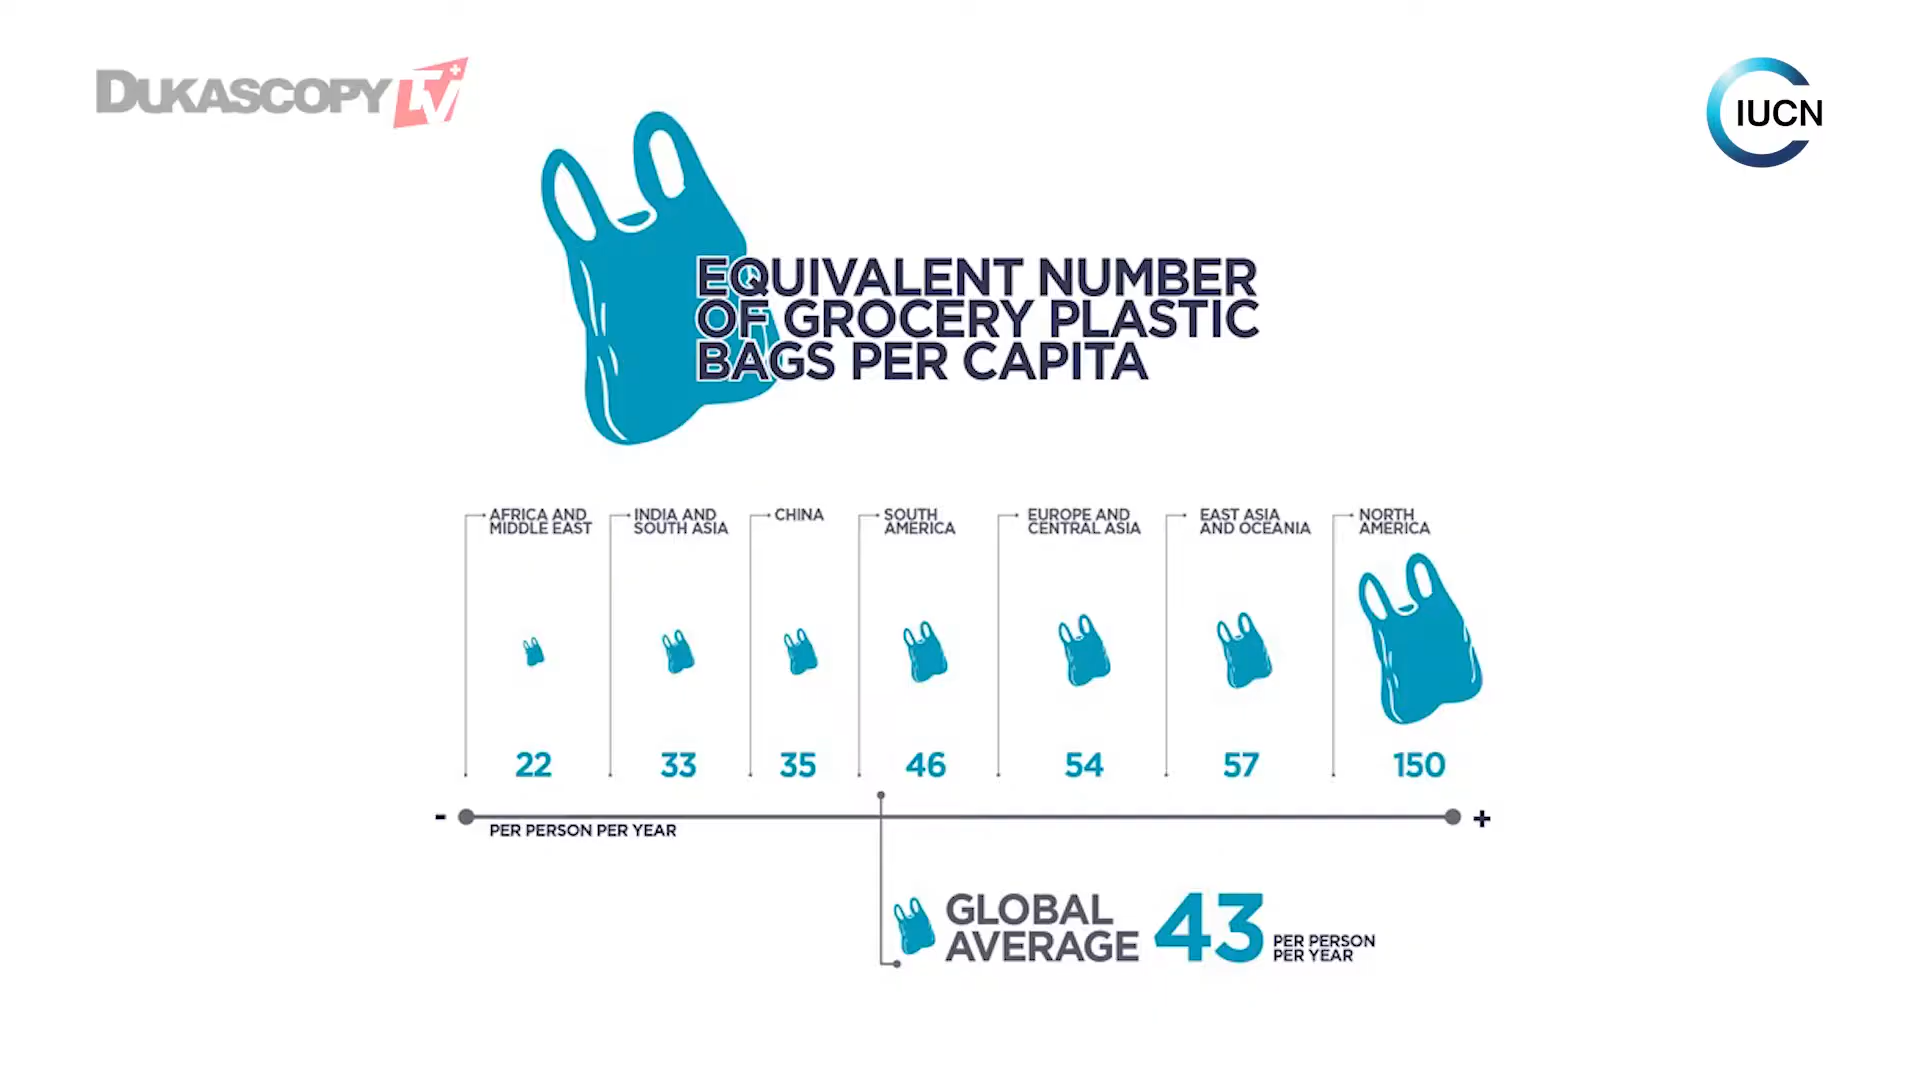 DUKASCOPY TV
IUCN
EQUIVALENT NUMBER
OF GROCERY PLASTIC
BAGS PER CAPITA
AFRICA AND
MIDDLE EAST
INDIA AND
SOUTH ASIA
CHINA
SOUTH
AMERICA
EUROPE AND
CENTRAL ASIA
EAST ASIA
AND OCEANIA
NORTH
AMERICA
22
33
35
46
54
57
150
- +
PER PERSON PER YEAR
GLOBAL
AVERAGE
43
PER PERSON
PER YEAR